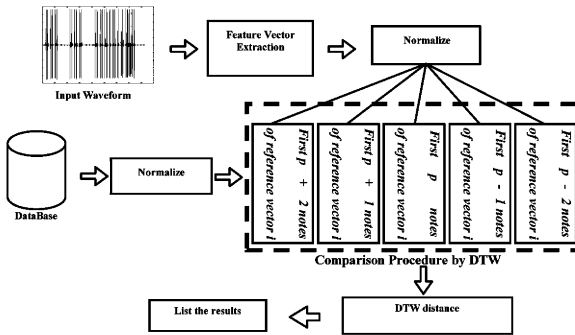 Input Waveform
Feature Vector
Extraction
Normalize
DataBase
Normalize
First p + 2 notes
of reference vector i
First p + 1 notes
of reference vector i
First p notes
of reference vector i
First p - 1 notes
of reference vector i
First p - 2 notes
of reference vector i
Comparison Procedure by DTW
DTW distance
List the results